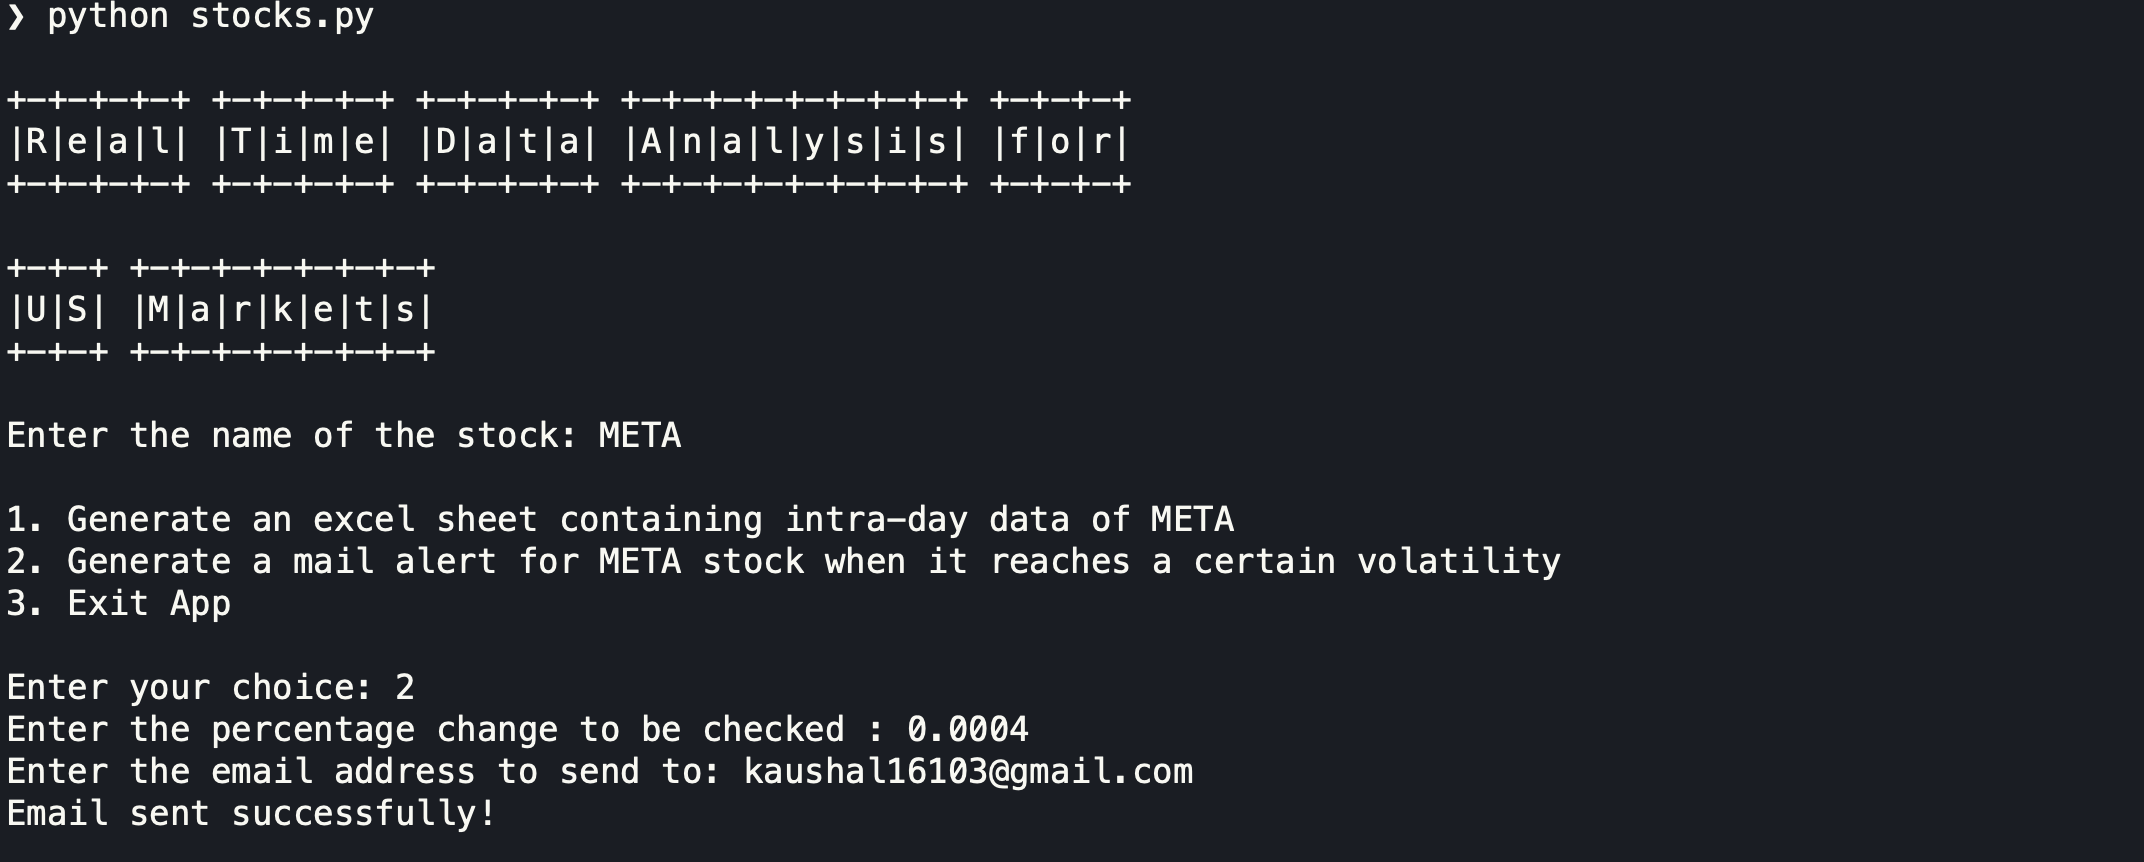 ❯ python stocks.py
+-+-+-+-+ +-+-+-+-+ +-+-+-+-+ +-+-+-+-+-+-+-+-+ +-+-+-+
|R|e|a|l| |T|i|m|e| |D|a|t|a| |A|n|a|l|y|s|i|s| |f|o|r|
+-+-+-+-+ +-+-+-+-+ +-+-+-+-+ +-+-+-+-+-+-+-+-+ +-+-+-+
+-+-+ +-+-+-+-+-+-+-+
|U|S| |M|a|r|k|e|t|s|
+-+-+ +-+-+-+-+-+-+-+
Enter the name of the stock: META
1. Generate an excel sheet containing intra-day data of META
2. Generate a mail alert for META stock when it reaches a certain volatility
3. Exit App
Enter your choice: 2
Enter the percentage change to be checked : 0.0004
Enter the email address to send to: kaushal16103@gmail.com
Email sent successfully!